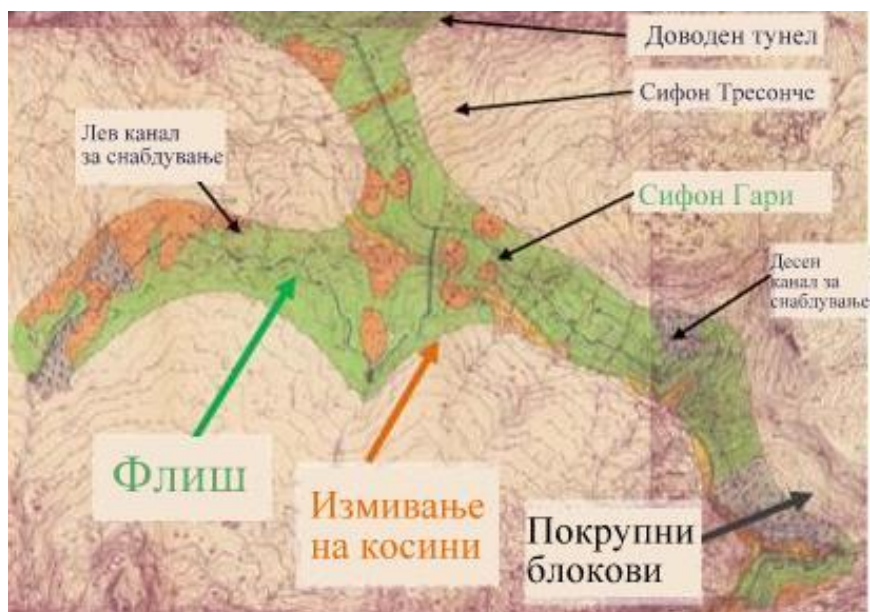 Доводен тунел
Сифон Тресонче
Лев канал
за снабдување
Сифон Гари
Десен
канал за
снабдување
Флиш
Измивање
на косини
Покрупни
блокови